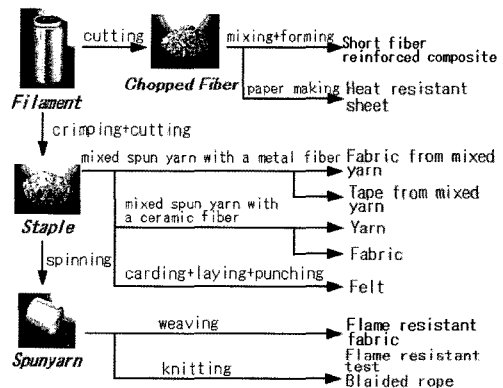 cutting
mixing+forming
Short fiber
reinforced composite
Chopped Fiber
Filament
paper making
Heat resistant
sheet
crimping+cutting
mixed spun yarn with a metal fiber
Fabric from mixed
yarn
Tape from mixed
yarn
mixed spun yarn with
a ceramic fiber
Yarn
Staple
Fabric
spinning
carding+laying+punching
Felt
weaving
Flame resistant
fabric
Spunyarn
knitting
Flame resistant
test
Blaided rope